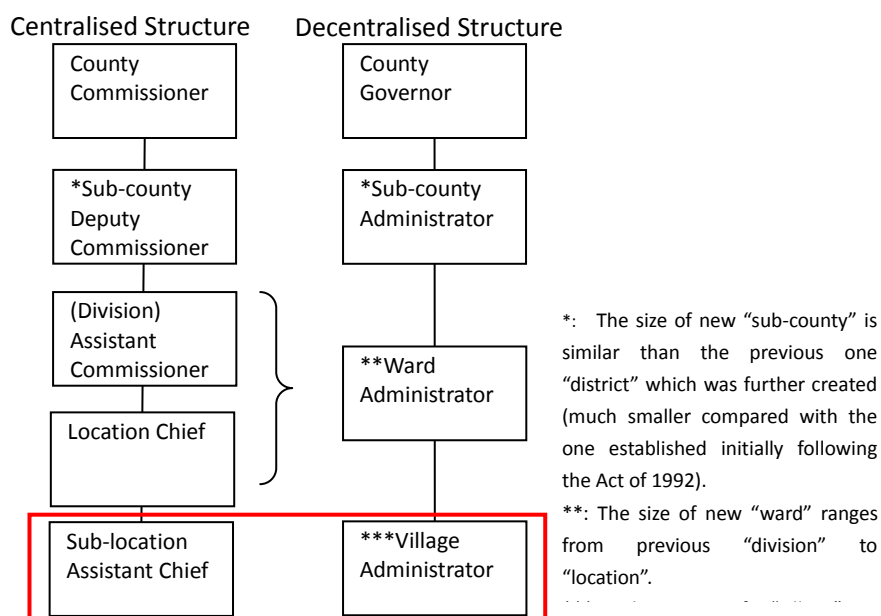 Centralised Structure
Decentralised Structure
County
Commissioner
County
Governor
*Sub-county
Deputy
Commissioner
*Sub-county
Administrator
(Division)
Assistant
Commissioner
**Ward
Administrator
Location Chief
Sub-location
Assistant Chief
***Village
Administrator
*: The size of new “sub-county” is
similar than the previous one
“district” which was further created
(much smaller compared with the
one established initially following
the Act of 1992).
**: The size of new “ward” ranges
from previous “division” to
“location”.